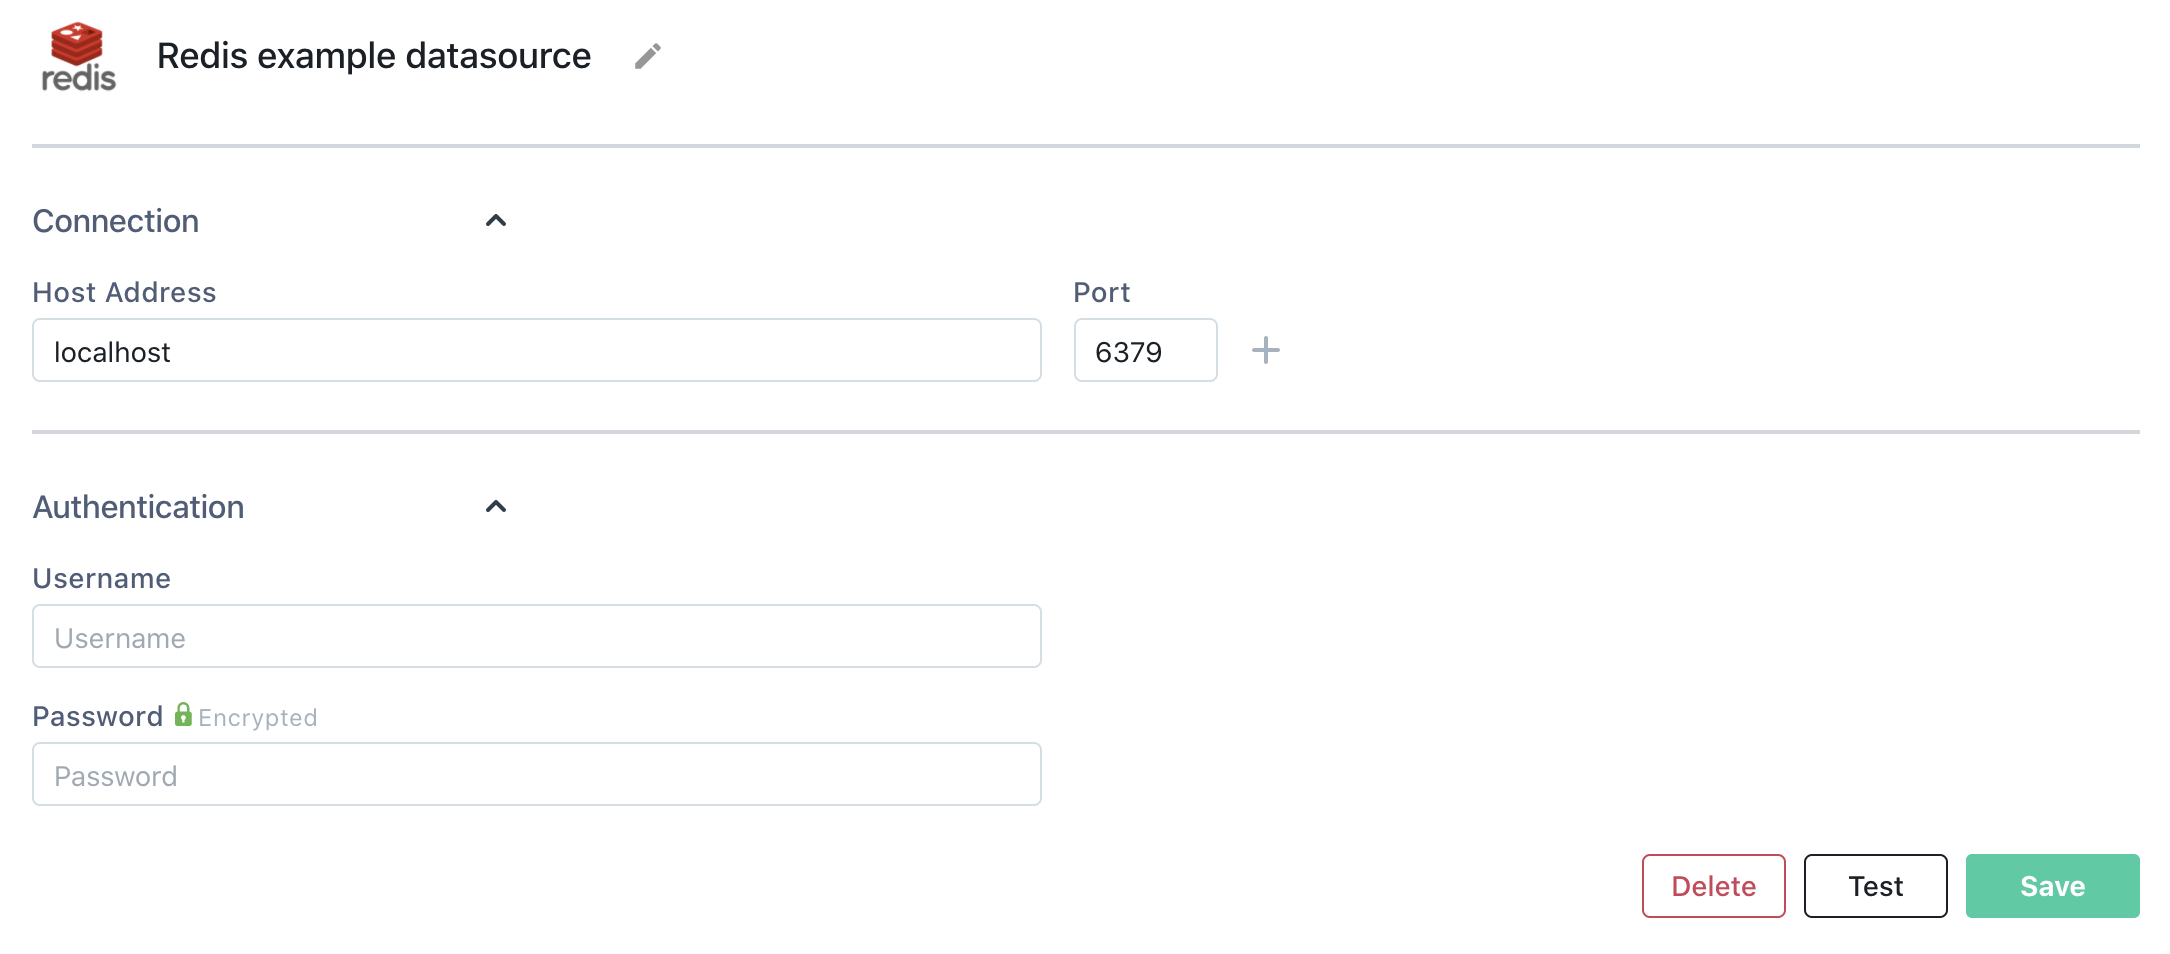 redis
Redis example datasource
Connection
Host Address Port
localhost 6379
Authentication
Username
Username
Password Encrypted
Password
Delete Test Save